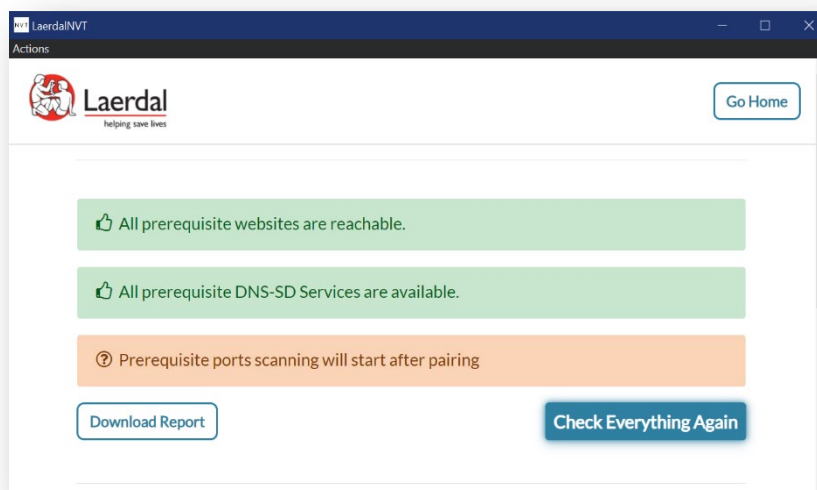 NVT LaerdalNVT
Actions
Laerdal
helping save lives
Go Home
All prerequisite websites are reachable.
All prerequisite DNS-SD Services are available.
Prerequisite ports scanning will start after pairing
Download Report
Check Everything Again